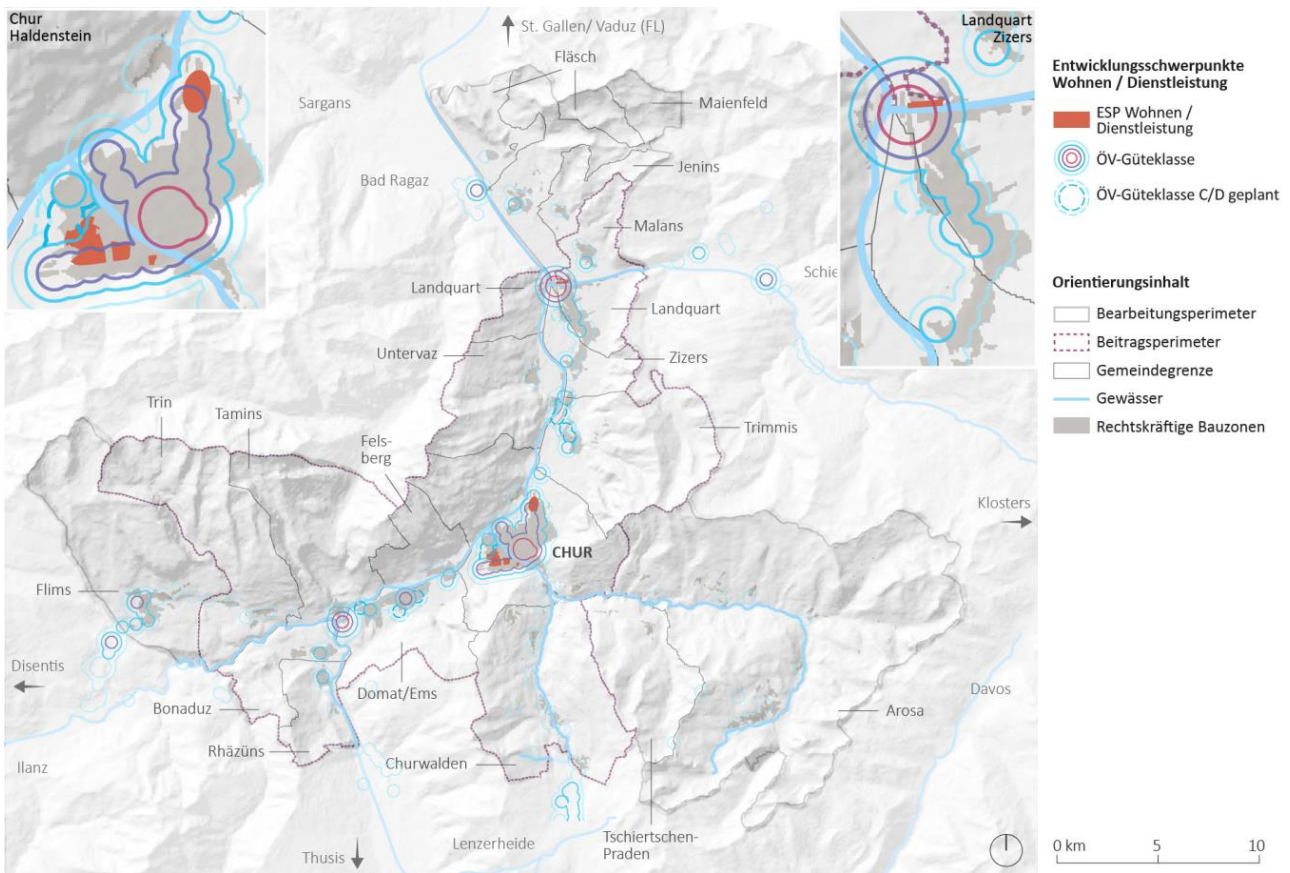 Chur
Haldenstein
St. Gallen/ Vaduz (FL)
Fläsch
Sargans
Maienfeld
Jenins
Bad Ragaz
Malans
Schie
Landquart
Landquart
Untervaz
Zizers
Trin
Tamins
Fels-
berg
Trimmis
Klosters
CHUR
Flims
Disentis
Domat/Ems
Davos
Bonaduz
Arosa
Rhäzüns
Ilanz
Churwalden
Tschiertschen-
Praden
Lenzerheide
Thusis
Landquart
Zizers
Entwicklungsschwerpunkte
Wohnen / Dienstleistung
ESP Wohnen /
Dienstleistung
ÖV-Güteklasse
ÖV-Güteklasse C/D geplant
Orientierungsinhalt
Bearbeitungsperimeter
Beitragsperimeter
Gemeindegrenze
Gewässer
Rechtskräftige Bauzonen
0 km 5 10